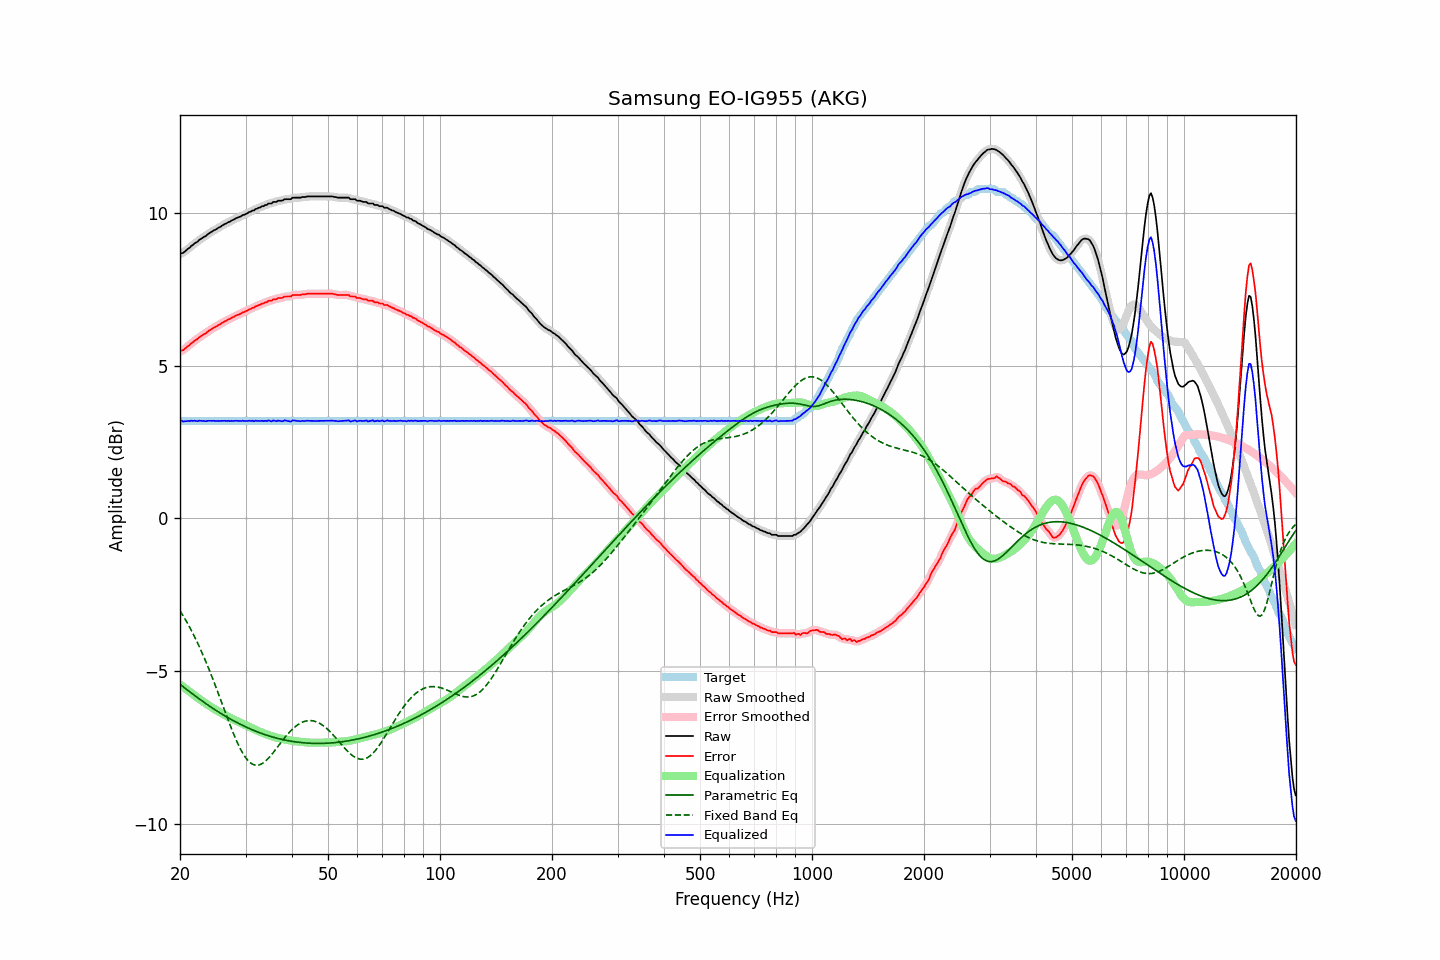 Samsung EO-IG955 (AKG)
Amplitude (dBr)
10
5
0
−5
−10
Target
Raw Smoothed
Error Smoothed
Raw
Error
Equalization
Parametric Eq
Fixed Band Eq
Equalized
20
50
100
200
500
1000
2000
5000
10000
20000
Frequency (Hz)